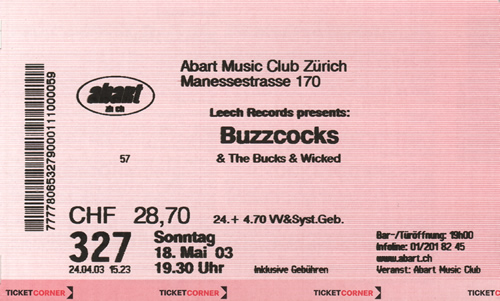 Abart Music Club Zürich
Manessestrasse 170
abart
zh ch
Leech Records presents:
Buzzcocks
57
& The Bucks & Wicked
7777806532790000111000059
CHF 28,70
24.+ 4.70 VV&Syst.Geb.
327
Sonntag
18. Mai 03
19.30 Uhr
24.04.03 15.23
Inklusive Gebühren
Bar-/Türöffnung: 19h00
Infoline: 01/201 82 45
www.abart.ch
Veranst: Abart Music Club
TICKETCORNER
TICKETCORNER
TICKETCORNER
TICKETCORNER